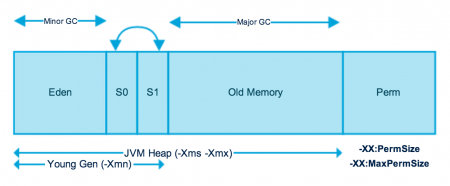 Minor GC
Major GC
Eden
S0
S1
Old Memory
Perm
JVM Heap (-Xms -Xmx)
-XX:PermSize
Young Gen (-Xmn)
-XX:MaxPermSize